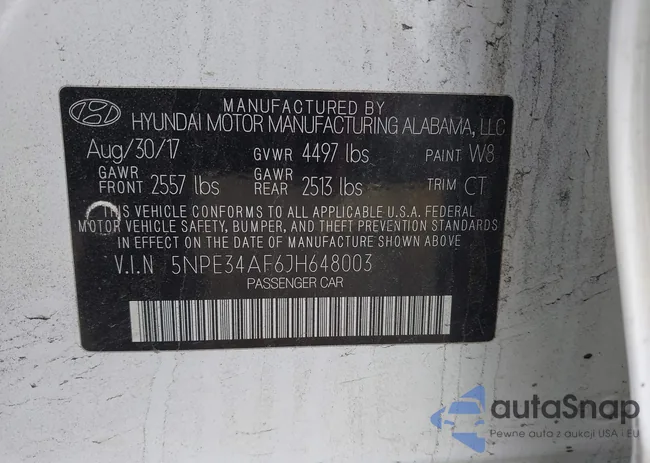 MANUFACTURED BY
HYUNDAI MOTOR MANUFACTURING ALABAMA, LLC
Aug/30/17 GVWR 4497 lbs PAINT W8
GAWR FRONT 2557 lbs GAWR REAR 2513 lbs TRIM CT
THIS VEHICLE CONFORMS TO ALL APPLICABLE U.S.A. FEDERAL
MOTOR VEHICLE SAFETY, BUMPER, AND THEFT PREVENTION STANDARDS
IN EFFECT ON THE DATE OF MANUFACTURE SHOWN ABOVE.
V.I.N 5NPE34AF6JH648003
PASSENGER CAR
autoSnap
Pewne auto z aukcji USA i EU